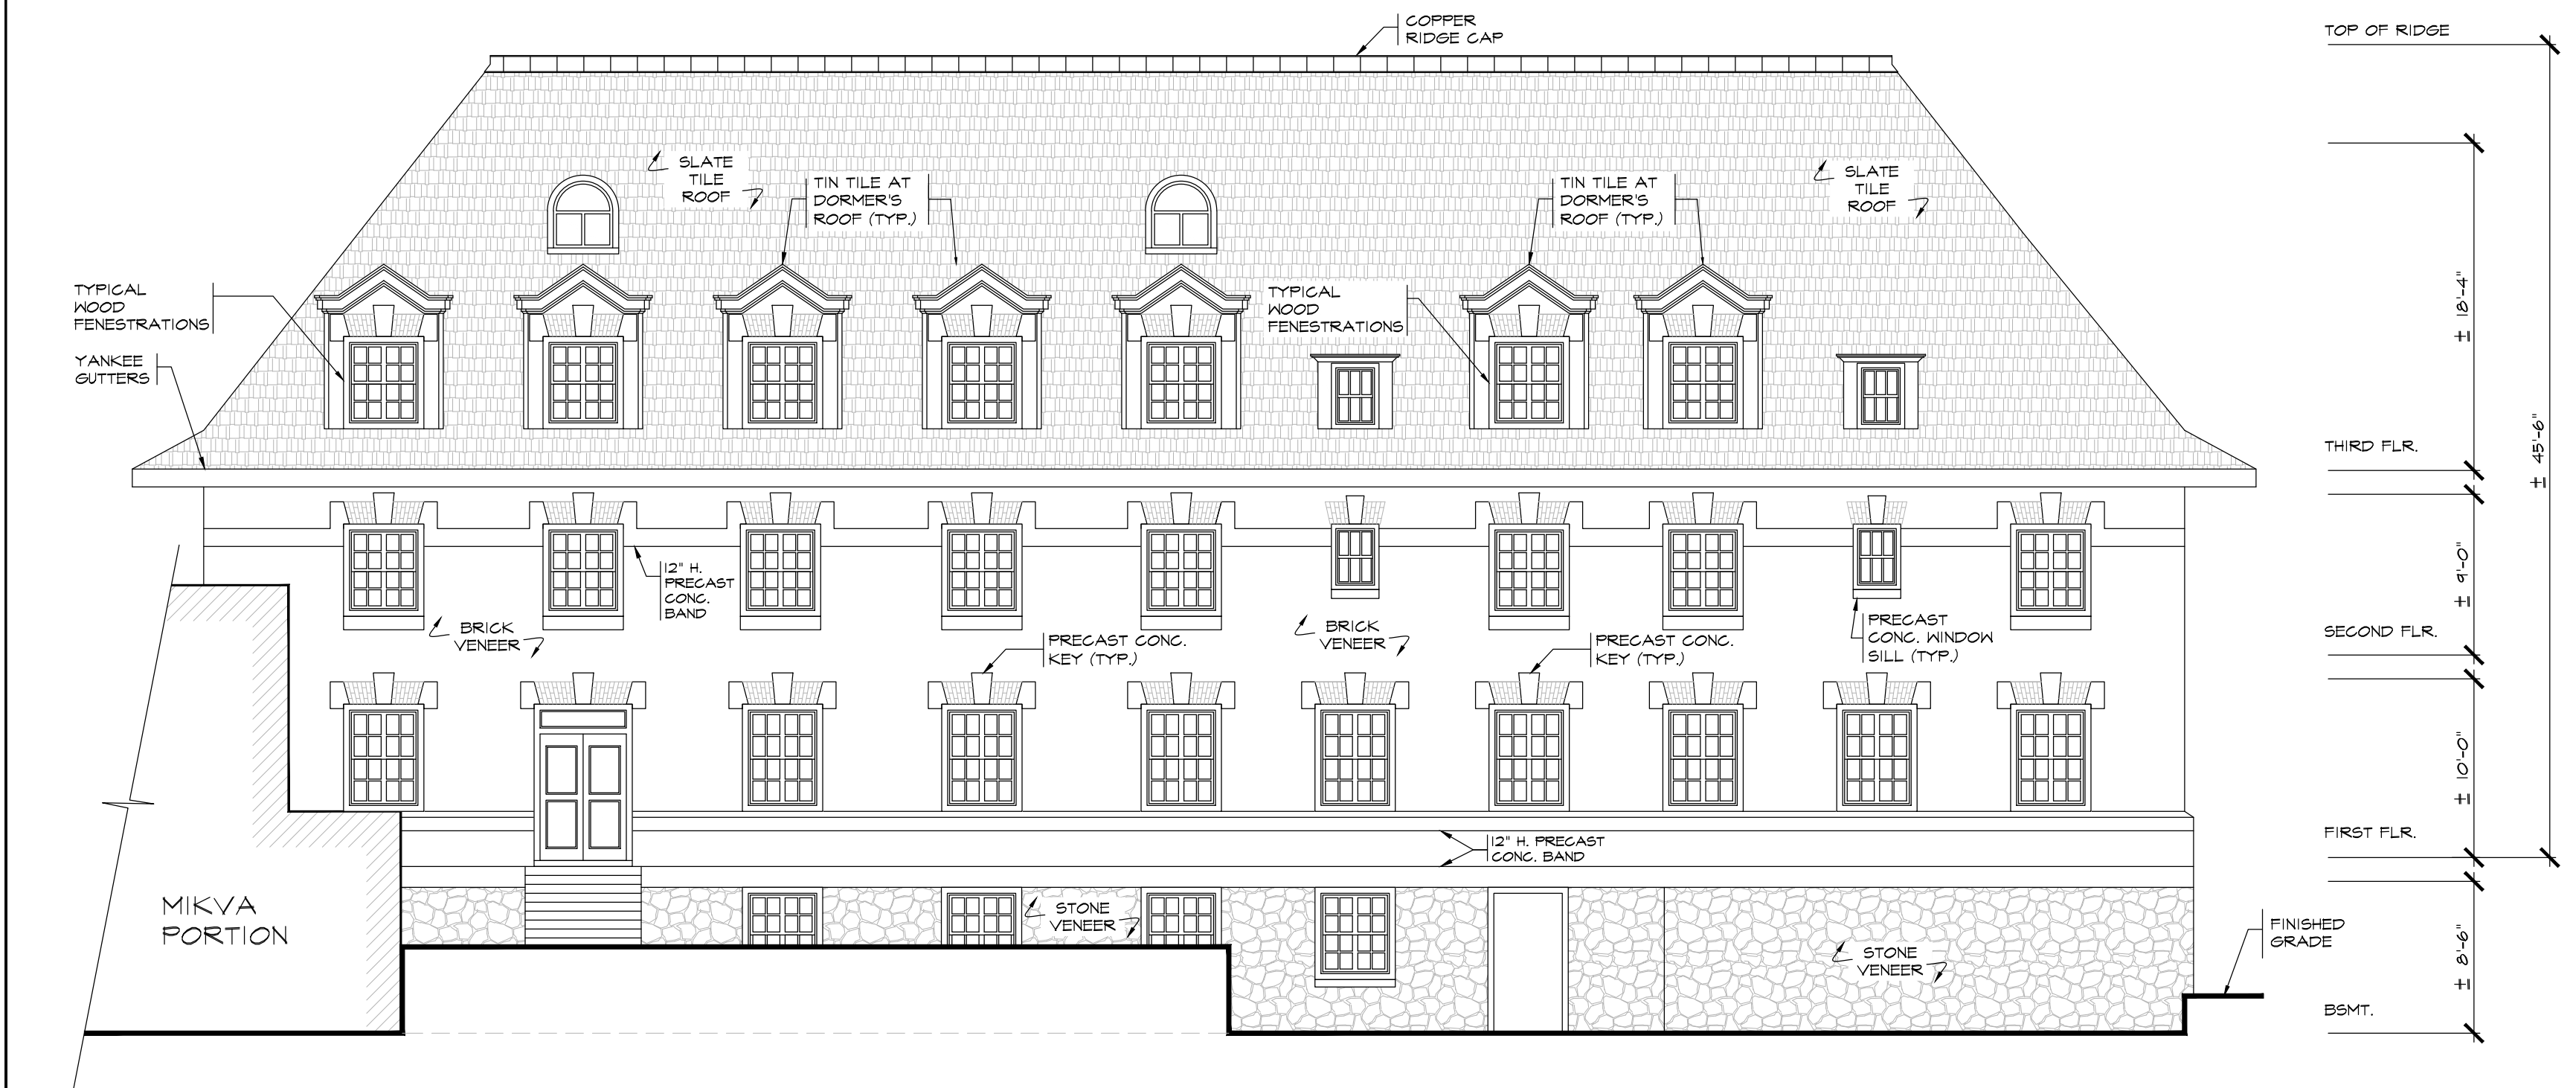 COPPER
RIDGE CAP
TOP OF RIDGE
SLATE
TILE
ROOF
TIN TILE AT
DORMER'S
ROOF (TYP.)
TIN TILE AT
DORMER'S
ROOF (TYP.)
SLATE
TILE
ROOF
TYPICAL
WOOD
FENESTRATIONS
TYPICAL
WOOD
FENESTRATIONS
± 18'-4"
YANKEE
GUTTERS
THIRD FLR.
± 45'-6"
12" H.
PRECAST
CONC.
BAND
± 9'-0"
BRICK
VENEER
PRECAST CONC.
KEY (TYP.)
BRICK
VENEER
PRECAST CONC.
KEY (TYP.)
PRECAST
CONC. WINDOW
SILL (TYP.)
SECOND FLR.
± 10'-0"
12" H. PRECAST
CONC. BAND
FIRST FLR.
MIKVA
PORTION
STONE
VENEER
STONE
VENEER
FINISHED
GRADE
± 8'-6"
BSMT.